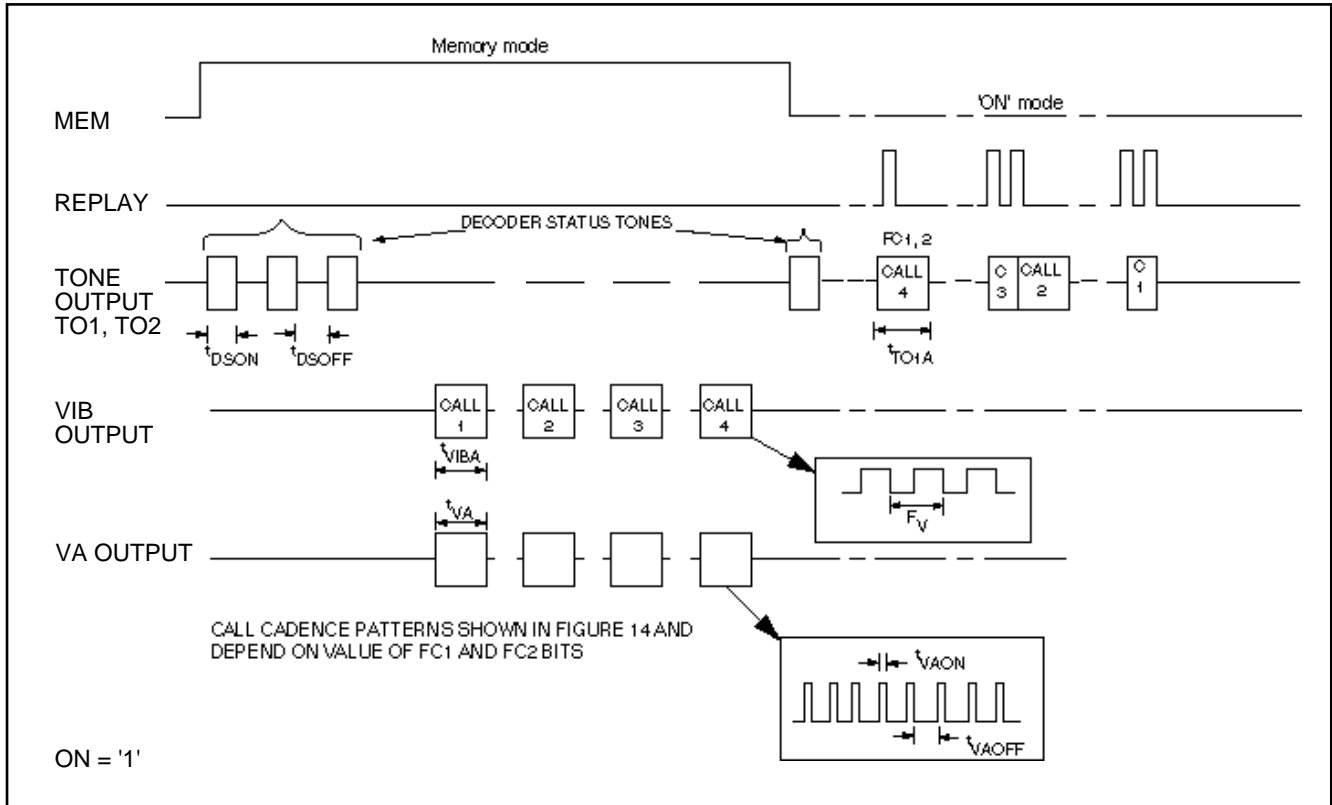 Memory mode
'ON' mode
MEM
REPLAY
DECODER STATUS TONES
FC1, 2
TONE
OUTPUT
TO1, TO2
CALL
4
C
3
CALL
2
C
1
tDSON
tDSOFF
tTO1A
VIB
OUTPUT
CALL
1
CALL
2
CALL
3
CALL
4
tVIBA
FV
tVA
VA OUTPUT
CALL CADENCE PATTERNS SHOWN IN FIGURE 14 AND
DEPEND ON VALUE OF FC1 AND FC2 BITS
tVAON
tVAOFF
ON = '1'